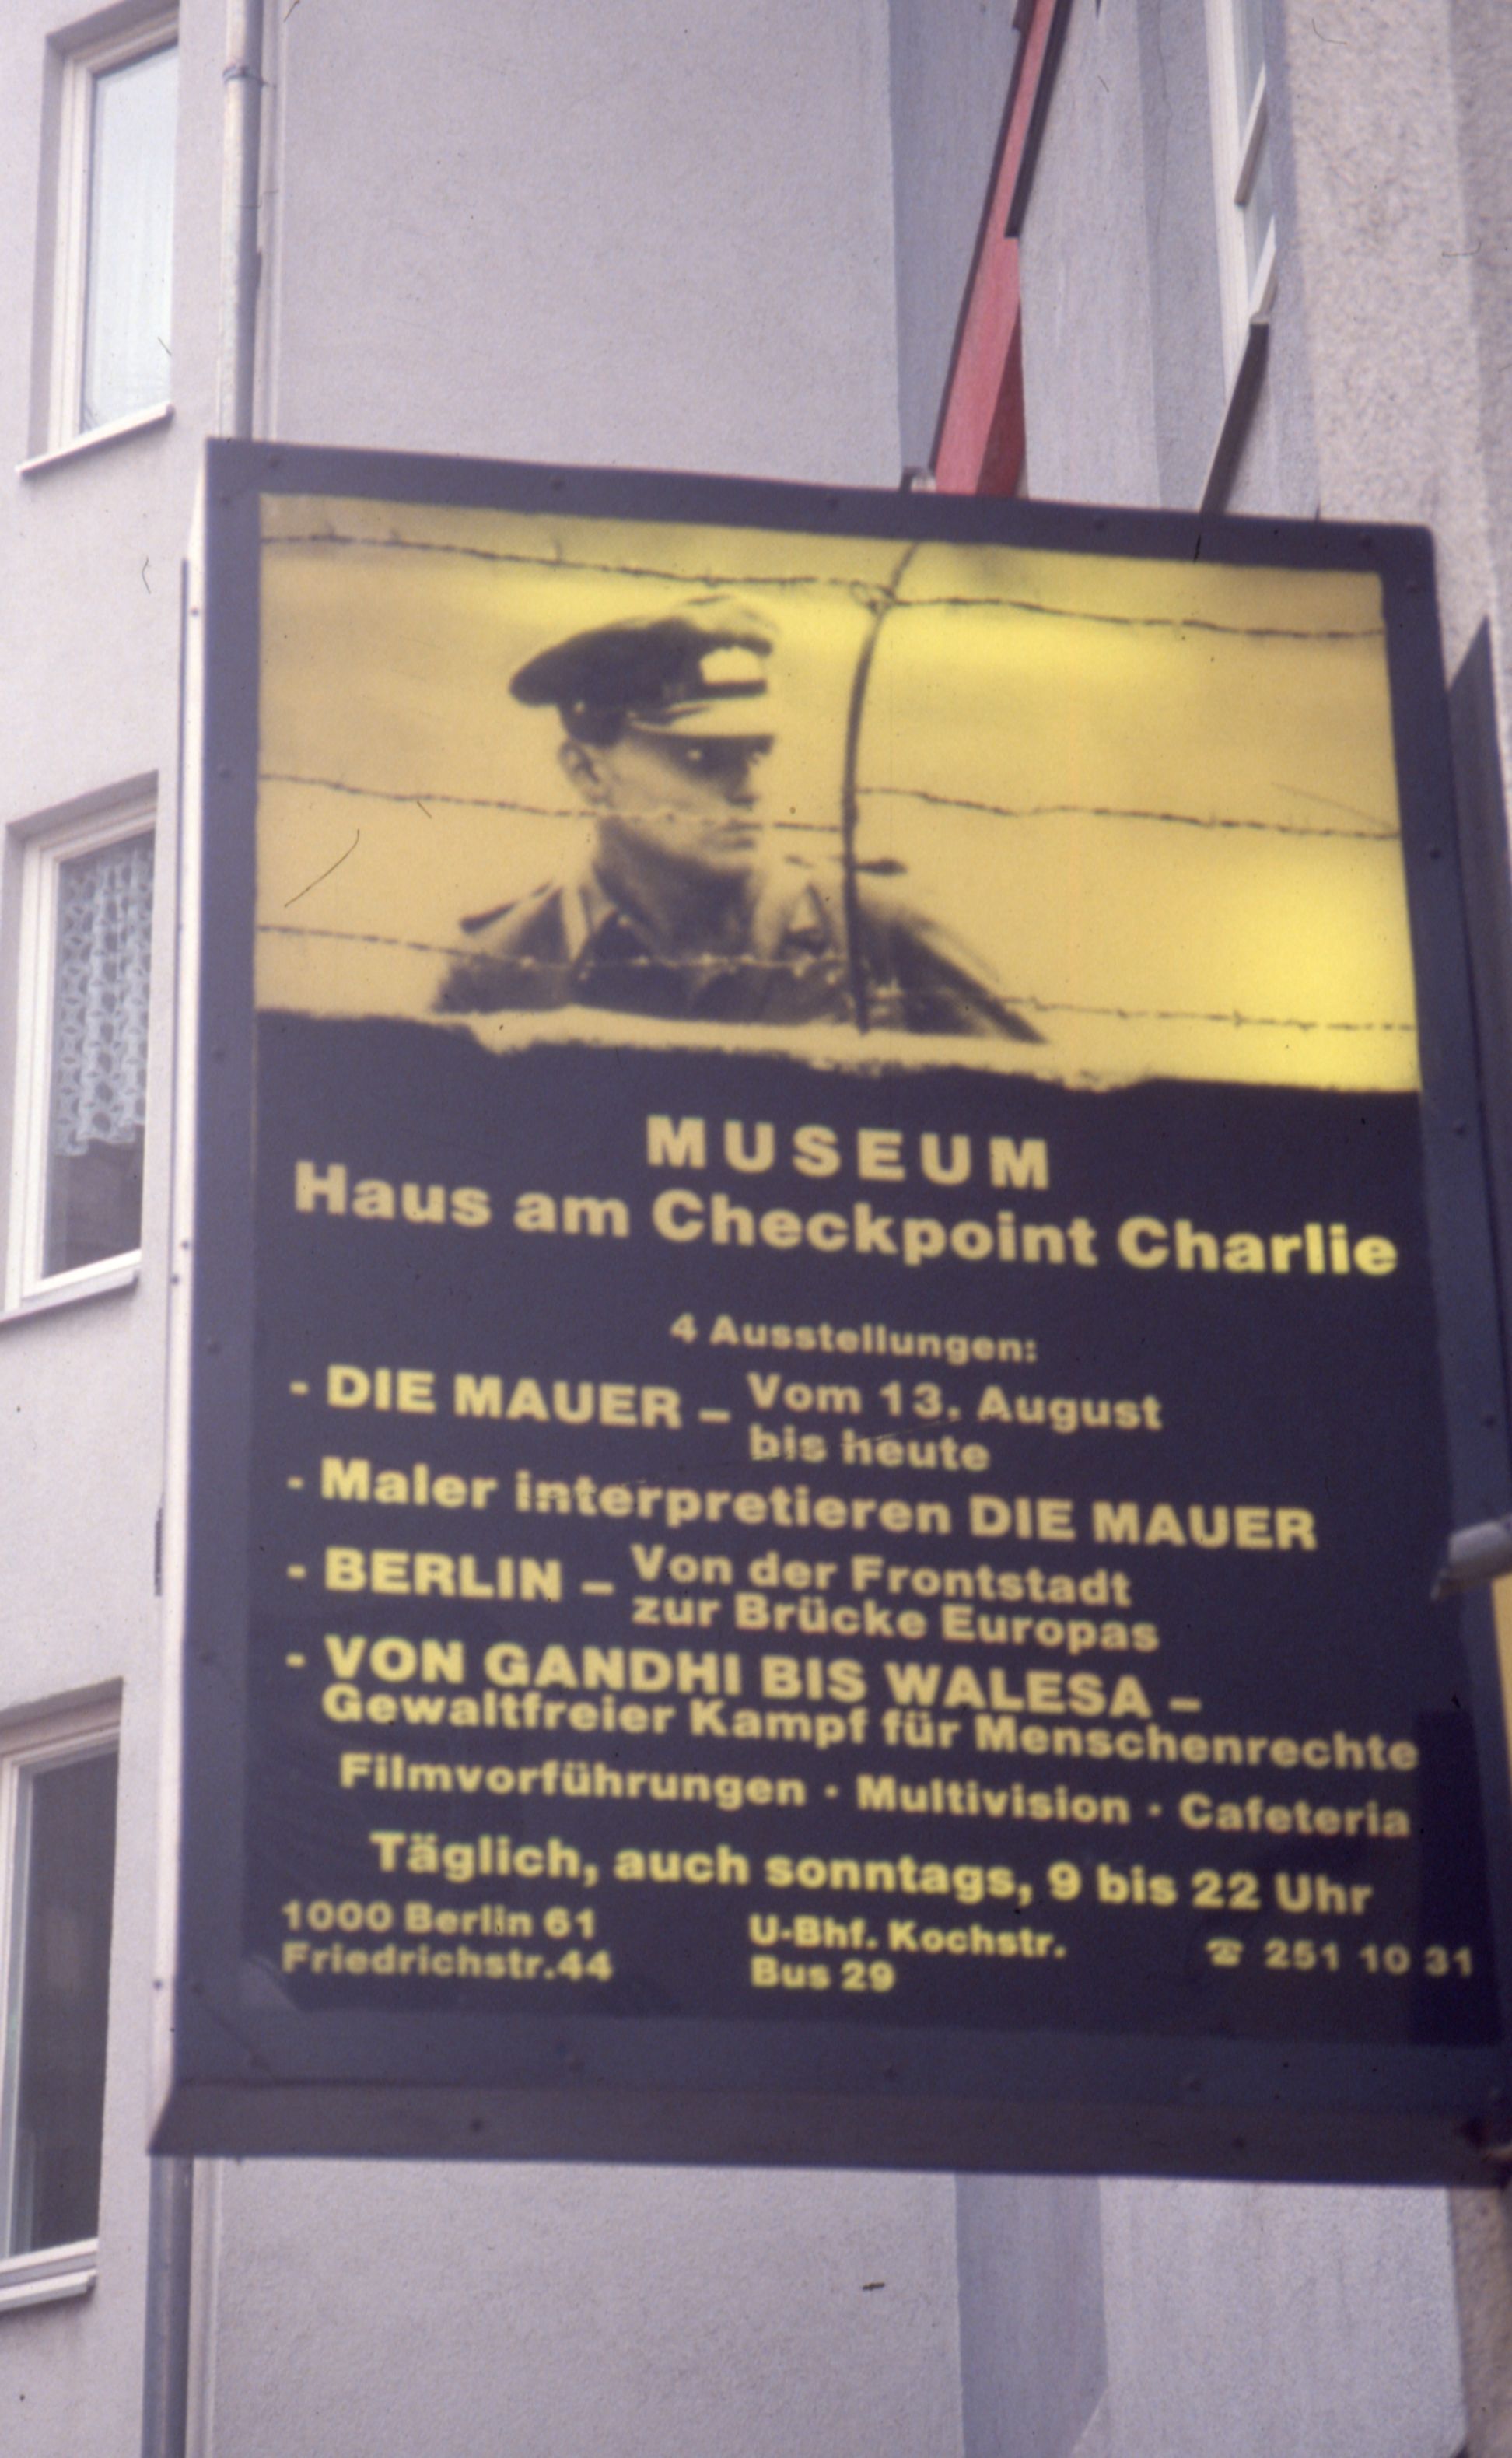 MUSEUM
Haus am Checkpoint Charlie
4 Ausstellungen:
- DIE MAUER – Vom 13. August
bis heute
- Maler interpretieren DIE MAUER
- BERLIN – Von der Frontstadt
zur Brücke Europas
- VON GANDHI BIS WALESA –
Gewaltfreier Kampf für Menschenrechte
Filmvorführungen · Multivision · Cafeteria
Täglich, auch sonntags, 9 bis 22 Uhr
1000 Berlin 61
Friedrichstr.44
U-Bhf. Kochstr.
Bus 29
☎ 251 10 31